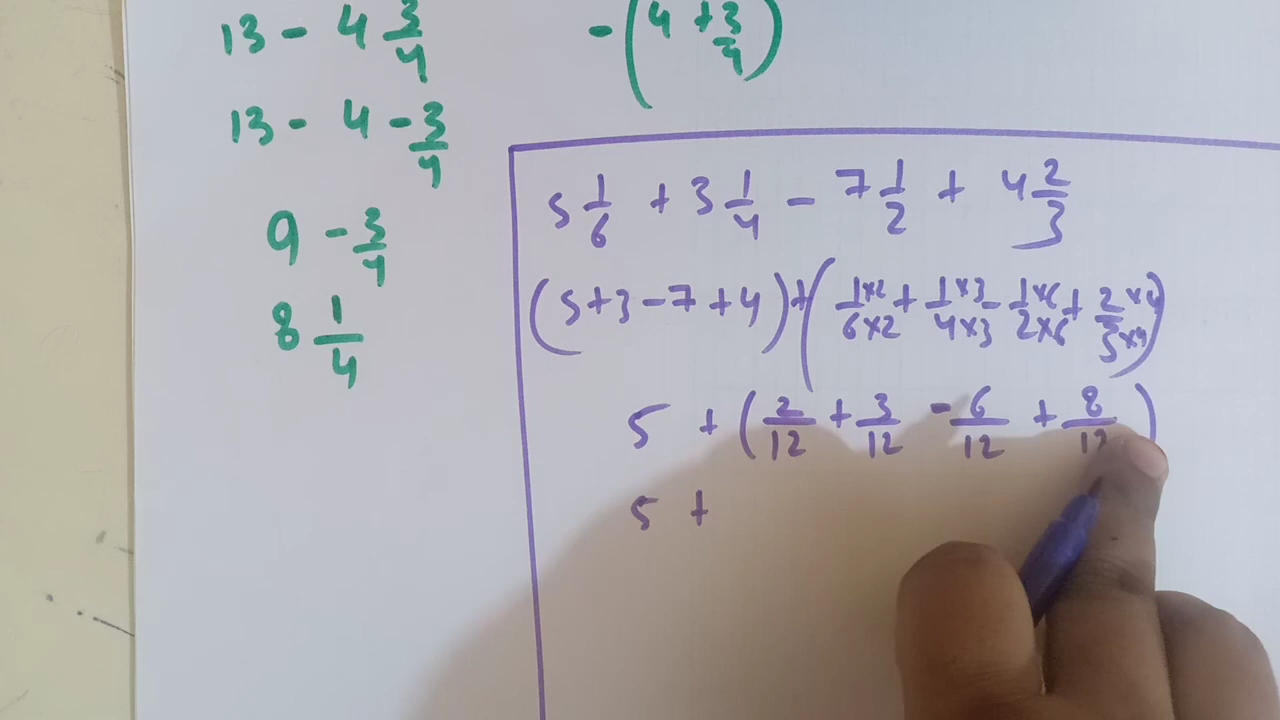 13 - 4 3/4
13 - 4 - 3/4
9 - 3/4
8 1/4
-(4 + 3/4)
5 1/6 + 3 1/4 - 7 1/2 + 4 2/3
(5+3-7+4)+(1×2/6×2 + 1×3/4×3 - 1×6/2×6 + 2×4/3×4)
5 + (2/12 + 3/12 - 6/12 + 8/12)
5 +